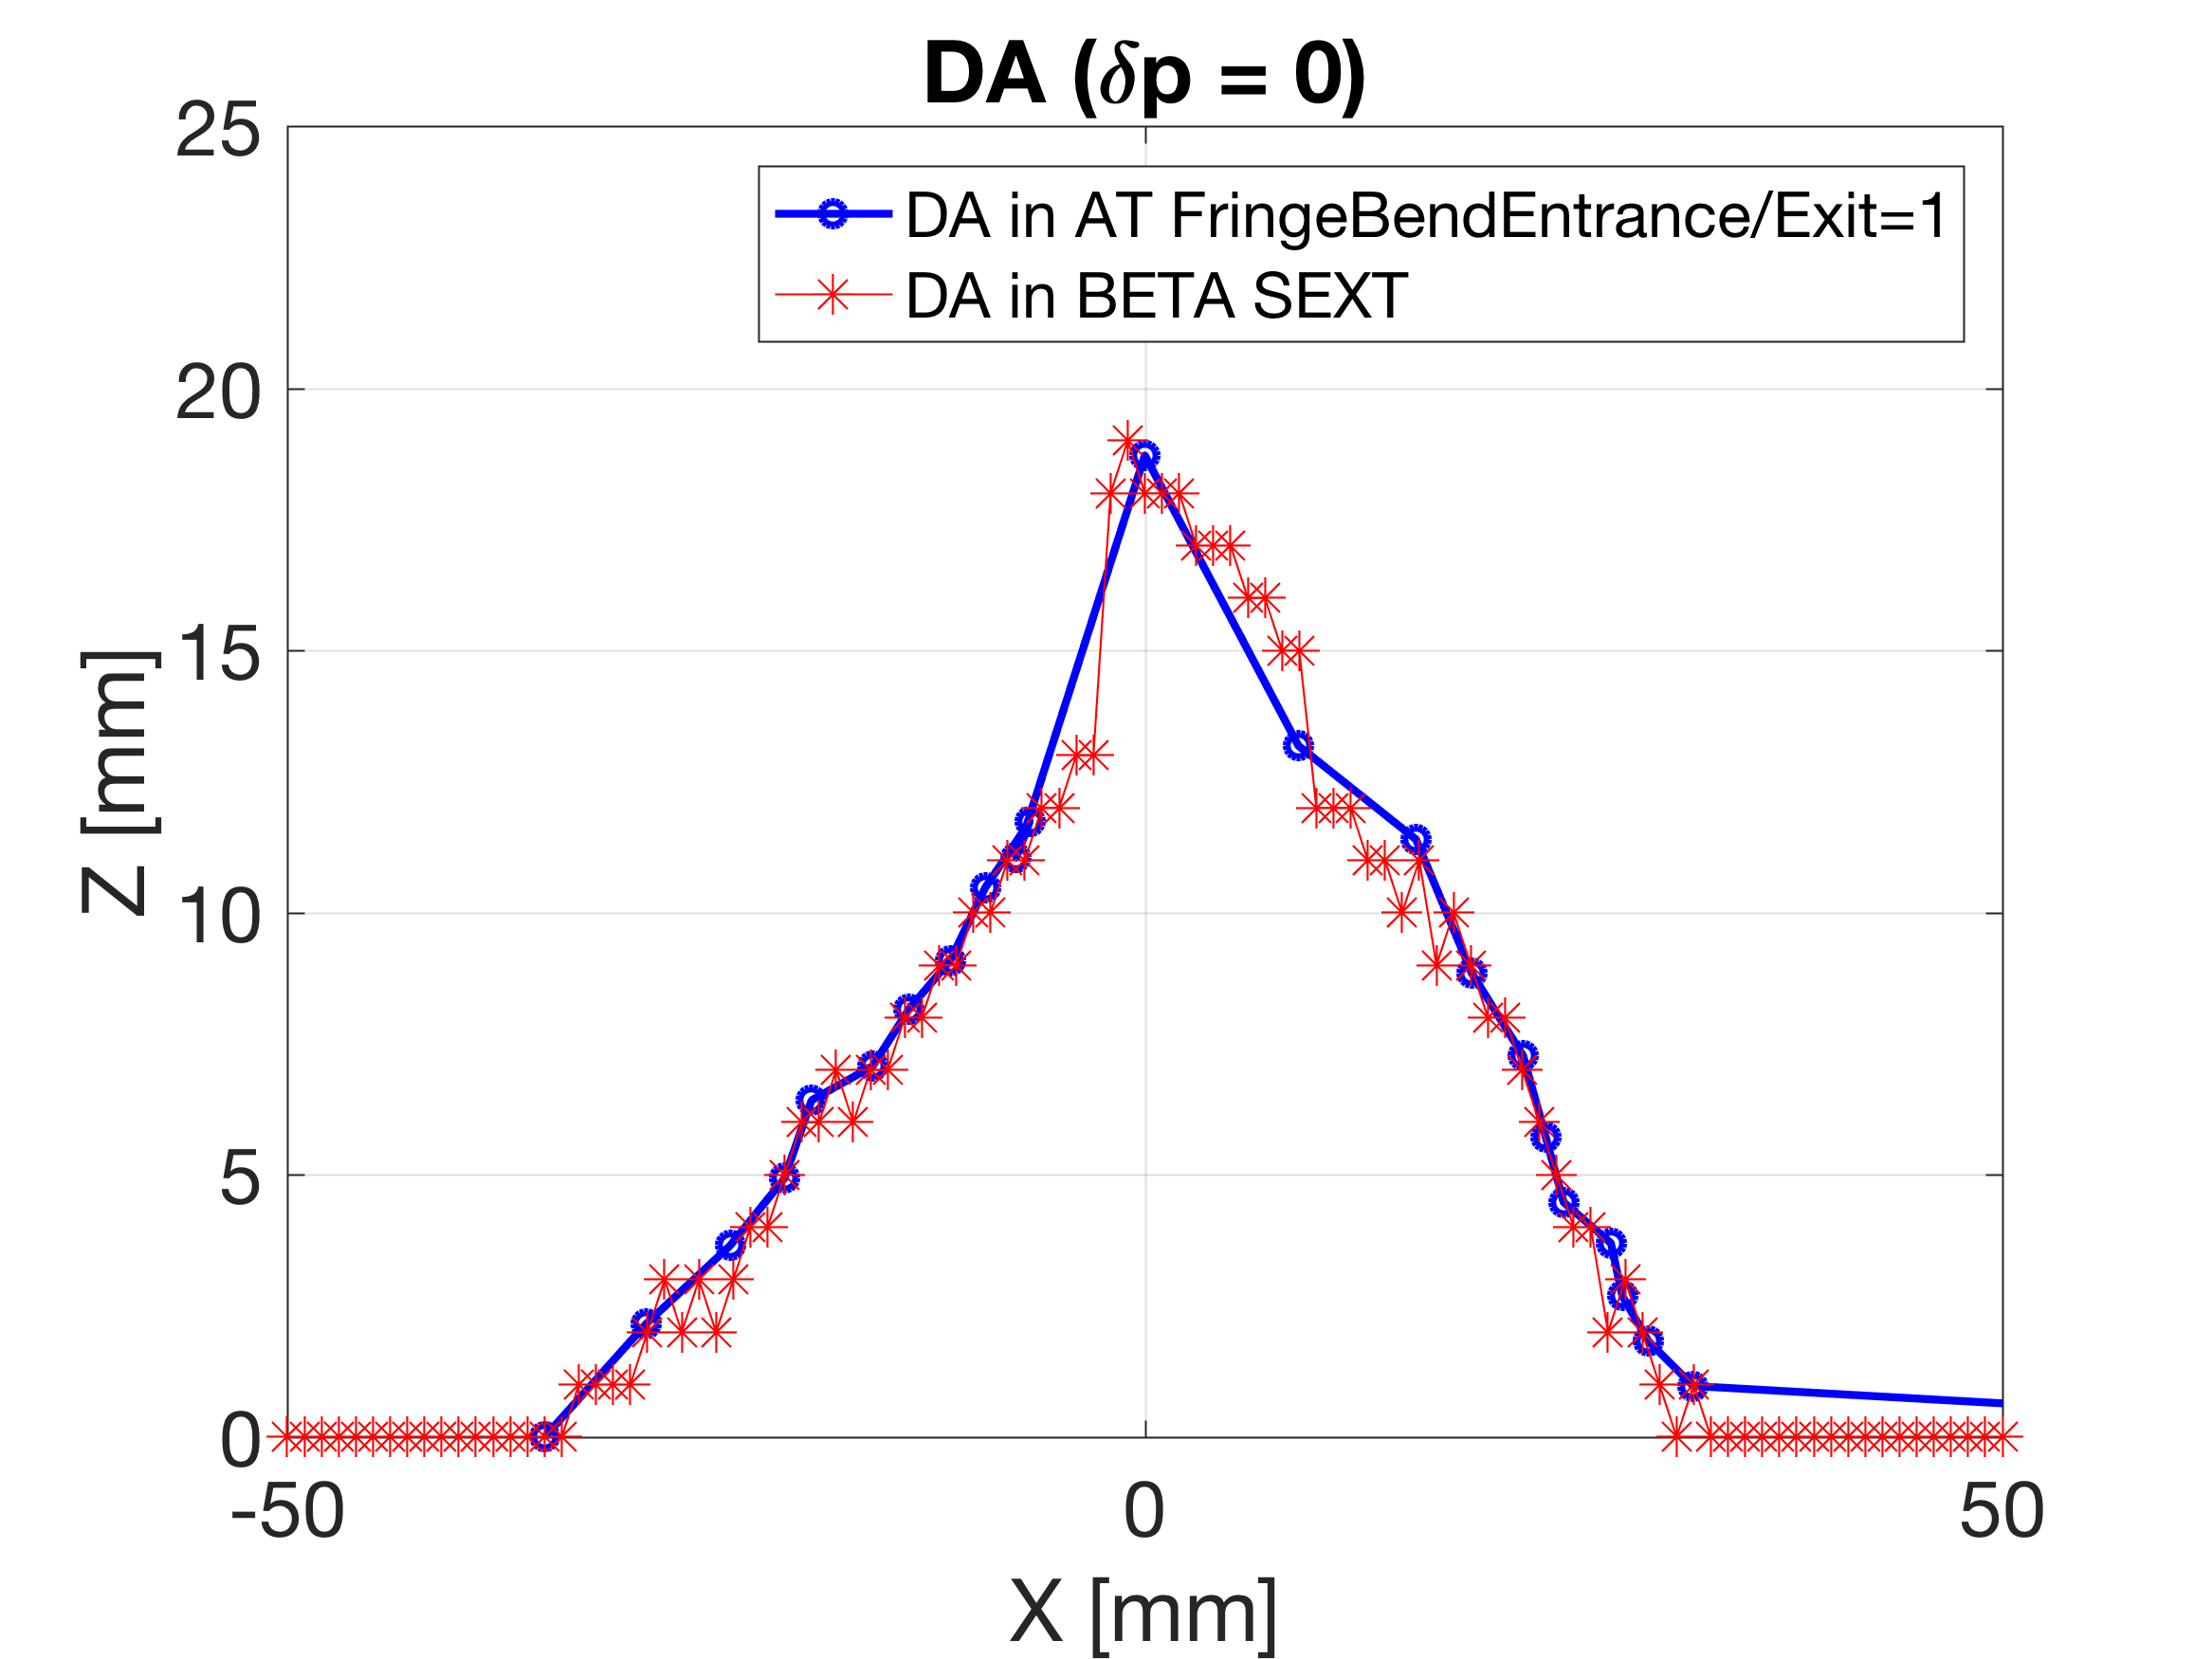 DA (δp = 0)
25
20
15
10
5
0
Z [mm]
DA in AT FringeBendEntrance/Exit=1
DA in BETA SEXT
-50
0
50
X [mm]